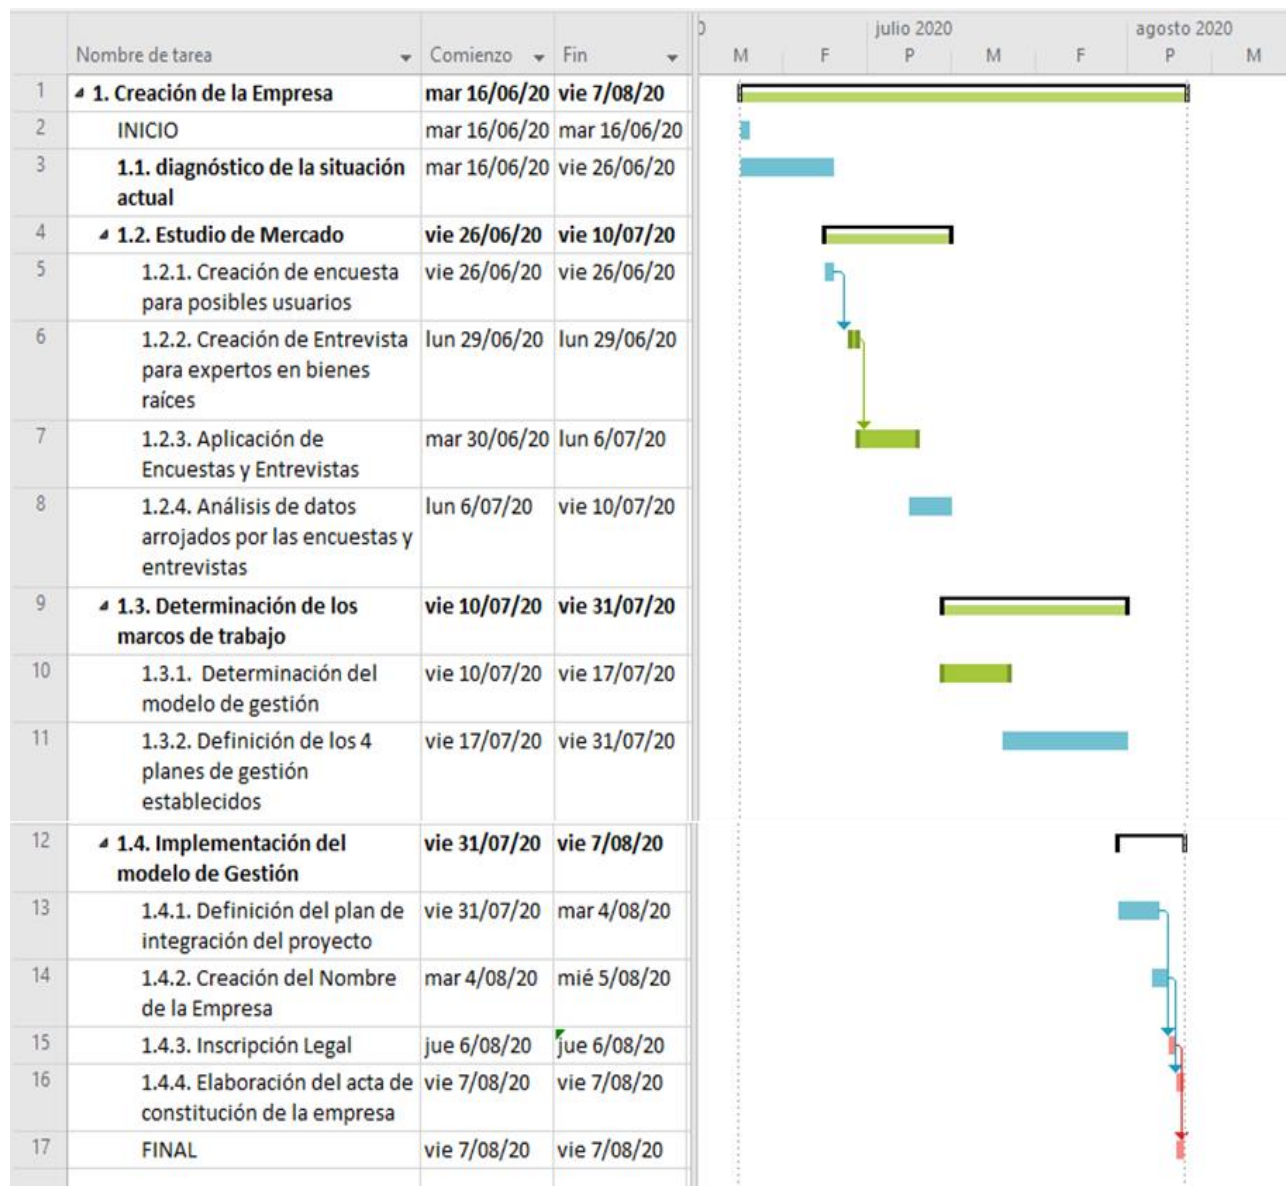 0 julio 2020 agosto 2020
Nombre de tarea Comienzo Fin M F P M F P M
1 1. Creación de la Empresa mar 16/06/20 vie 7/08/20
2 INICIO mar 16/06/20 mar 16/06/20
3 1.1. diagnóstico de la situación mar 16/06/20 vie 26/06/20
actual
4 1.2. Estudio de Mercado vie 26/06/20 vie 10/07/20
5 1.2.1. Creación de encuesta vie 26/06/20 vie 26/06/20
para posibles usuarios
6 1.2.2. Creación de Entrevista lun 29/06/20 lun 29/06/20
para expertos en bienes
raíces
7 1.2.3. Aplicación de mar 30/06/20 lun 6/07/20
Encuestas y Entrevistas
8 1.2.4. Análisis de datos lun 6/07/20 vie 10/07/20
arrojados por las encuestas y
entrevistas
9 1.3. Determinación de los vie 10/07/20 vie 31/07/20
marcos de trabajo
10 1.3.1. Determinación del vie 10/07/20 vie 17/07/20
modelo de gestión
11 1.3.2. Definición de los 4 vie 17/07/20 vie 31/07/20
planes de gestión
establecidos
12 1.4. Implementación del vie 31/07/20 vie 7/08/20
modelo de Gestión
13 1.4.1. Definición del plan de vie 31/07/20 mar 4/08/20
integración del proyecto
14 1.4.2. Creación del Nombre mar 4/08/20 mié 5/08/20
de la Empresa
15 1.4.3. Inscripción Legal jue 6/08/20 jue 6/08/20
16 1.4.4. Elaboración del acta de vie 7/08/20 vie 7/08/20
constitución de la empresa
17 FINAL vie 7/08/20 vie 7/08/20